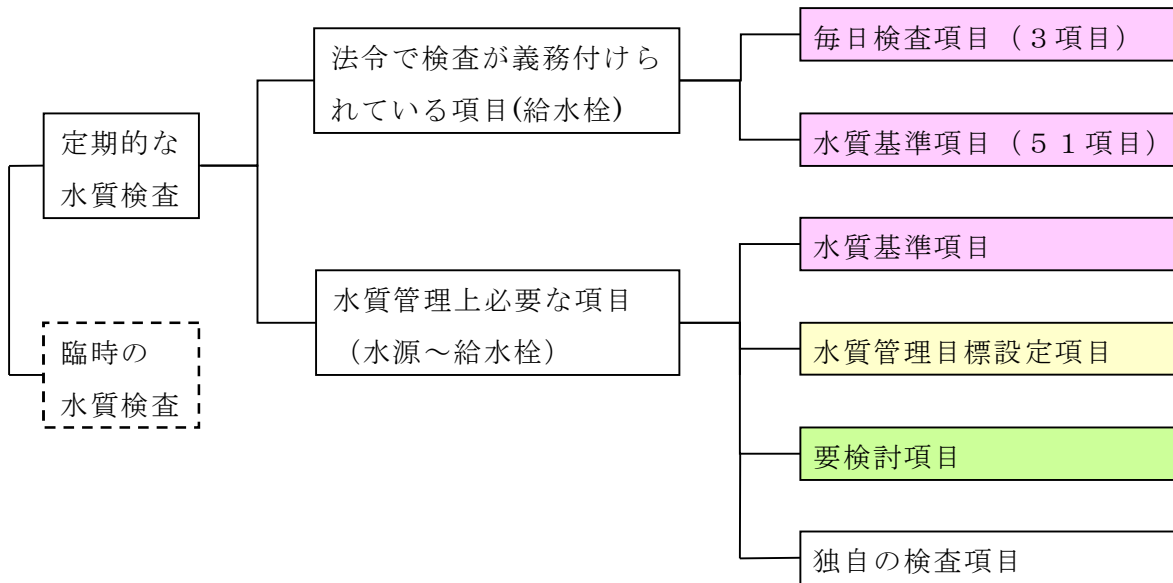 定期的な
水質検査
臨時の
水質検査
法令で検査が義務付けら
れている項目(給水栓)
水質管理上必要な項目
（水源～給水栓）
毎日検査項目（３項目）
水質基準項目（５１項目）
水質基準項目
水質管理目標設定項目
要検討項目
独自の検査項目